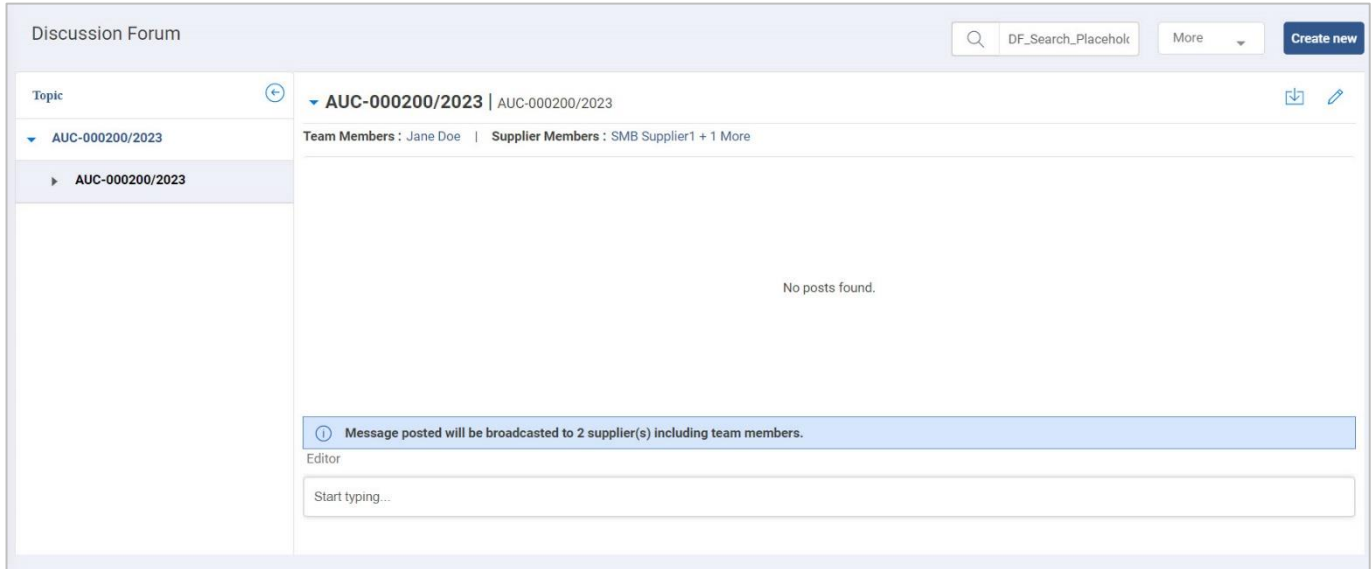 Discussion Forum
DF_Search_Placehold
More
Create new
Topic
AUC-000200/2023 | AUC-000200/2023
AUC-000200/2023
Team Members : Jane Doe | Supplier Members : SMB Supplier1 + 1 More
AUC-000200/2023
No posts found.
Message posted will be broadcasted to 2 supplier(s) including team members.
Editor
Start typing...